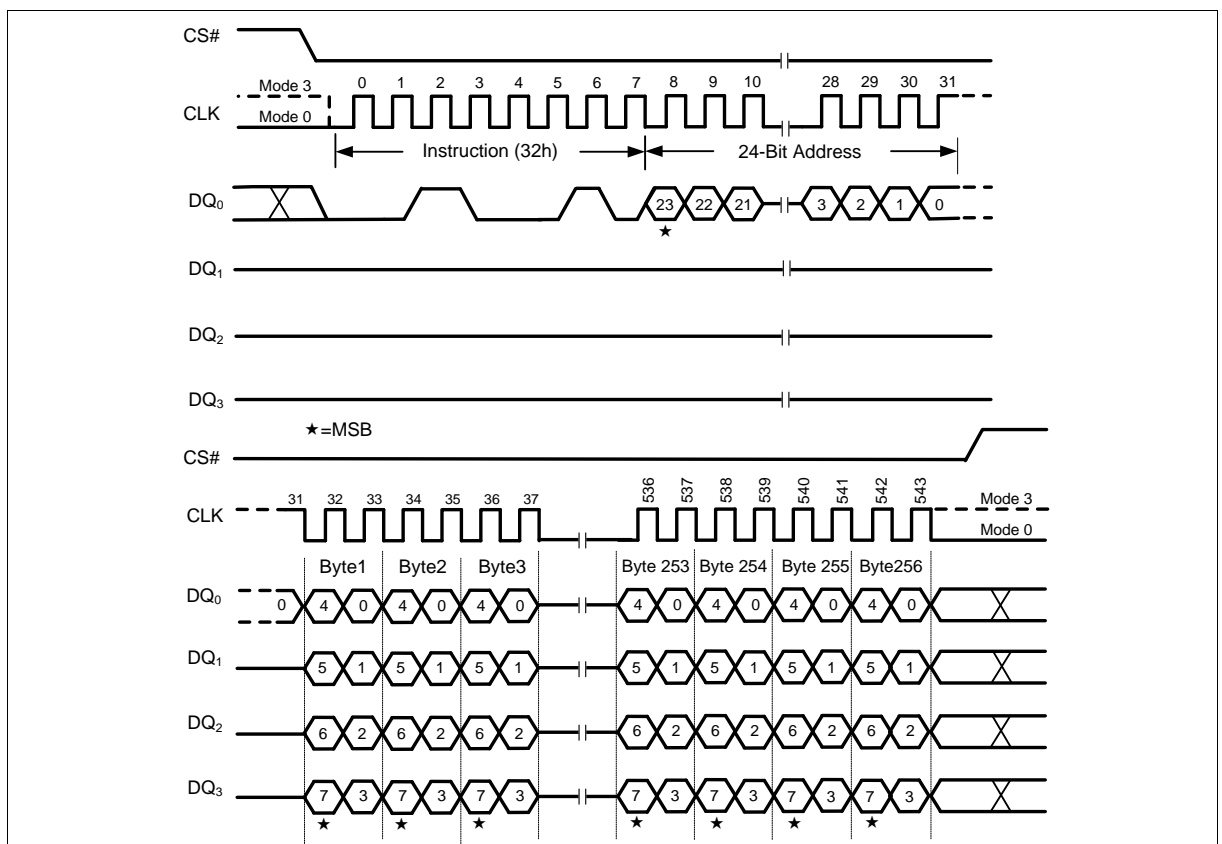 CS#
Mode 3 0 1 2 3 4 5 6 7 8 9 10 28 29 30 31
CLK
Mode 0
Instruction (32h) 24-Bit Address
DQ0 23 22 21 3 2 1 0
★
DQ1
DQ2
DQ3
★=MSB
CS#
31 32 33 34 35 36 37 536 537 538 539 540 541 542 543
CLK Mode 3
Mode 0
Byte1 Byte2 Byte3 Byte 253 Byte 254 Byte 255 Byte256
DQ0 0 4 0 4 0 4 0 4 0 4 0 4 0 4 0
DQ1 5 1 5 1 5 1 5 1 5 1 5 1 5 1
DQ2 6 2 6 2 6 2 6 2 6 2 6 2 6 2
DQ3 7 3 7 3 7 3 7 3 7 3 7 3 7 3
★ ★ ★ ★ ★ ★ ★